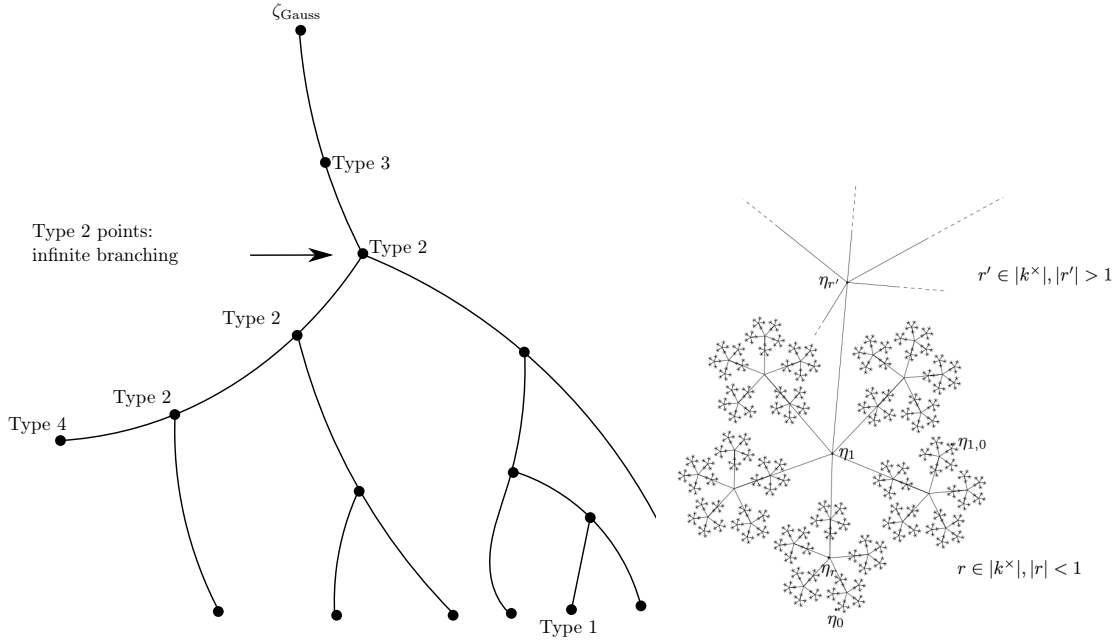 ζ_Gauss
Type 3
Type 2 points:
infinite branching
Type 2
Type 2
Type 2
Type 4
Type 1
η_{r'}
r' ∈ |k^×|, |r'| > 1
η_1
η_{1,0}
η_r
r ∈ |k^×|, |r| < 1
η_0